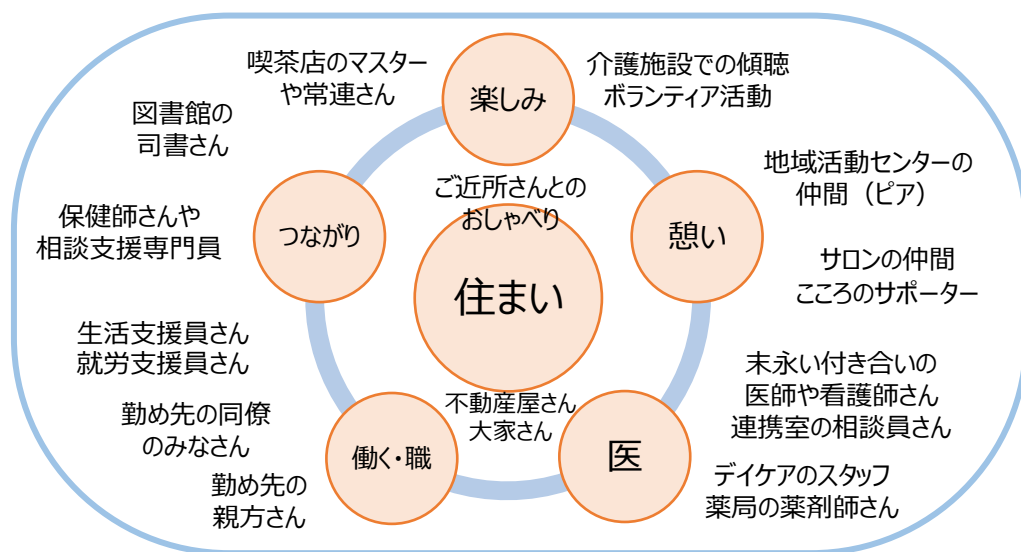 喫茶店のマスター
や常連さん
楽しみ
介護施設での傾聴
ボランティア活動
図書館の
司書さん
地域活動センターの
仲間（ピア）
ご近所さんとの
おしゃべり
保健師さんや
相談支援専門員
つながり
憩い
住まい
サロンの仲間
こころのサポーター
生活支援員さん
就労支援員さん
末永い付き合いの
医師や看護師さん
連携室の相談員さん
不動産屋さん
大家さん
勤め先の同僚
のみなさん
働く・職
医
勤め先の
親方さん
デイケアのスタッフ
薬局の薬剤師さん